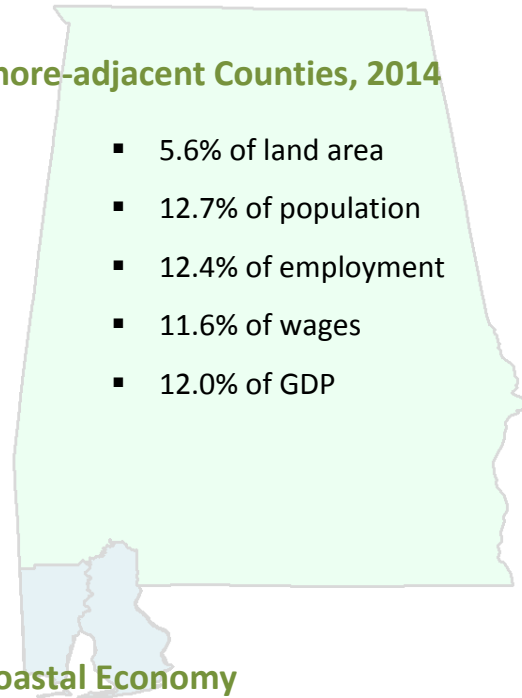 hore-adjacent Counties, 2014
▪ 5.6% of land area
▪ 12.7% of population
▪ 12.4% of employment
▪ 11.6% of wages
▪ 12.0% of GDP
oastal Economy